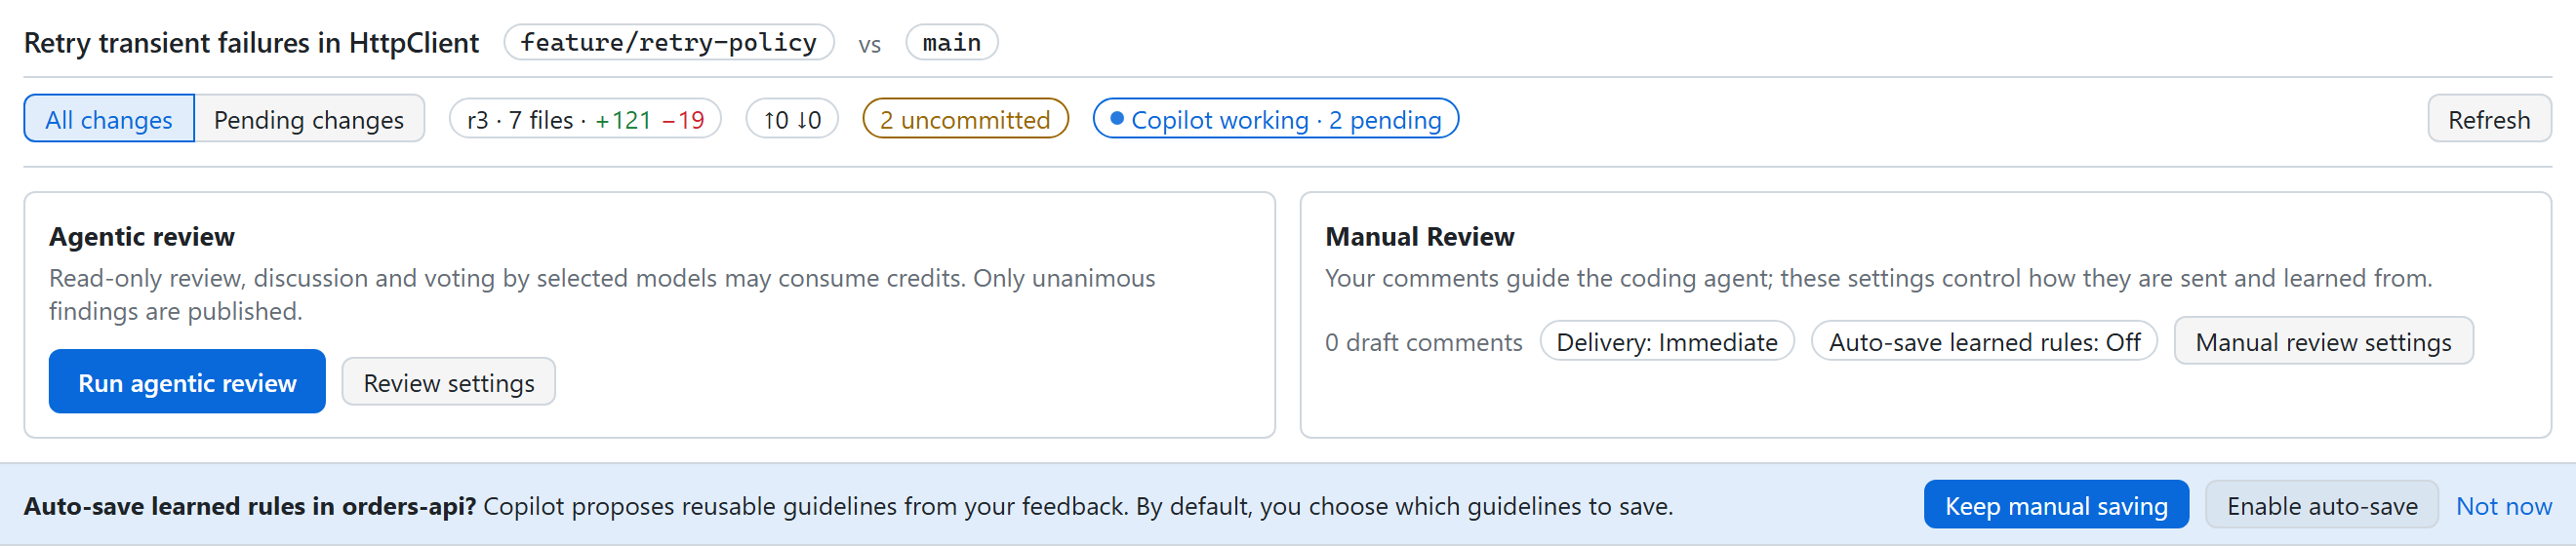 Retry transient failures in HttpClient feature/retry-policy vs main
All changes Pending changes r3 · 7 files · +121 −19 ↑0 ↓0 2 uncommitted Copilot working · 2 pending Refresh
Agentic review
Read-only review, discussion and voting by selected models may consume credits. Only unanimous
findings are published.
Run agentic review Review settings
Manual Review
Your comments guide the coding agent; these settings control how they are sent and learned from.
0 draft comments Delivery: Immediate Auto-save learned rules: Off Manual review settings
Auto-save learned rules in orders-api? Copilot proposes reusable guidelines from your feedback. By default, you choose which guidelines to save. Keep manual saving Enable auto-save Not now